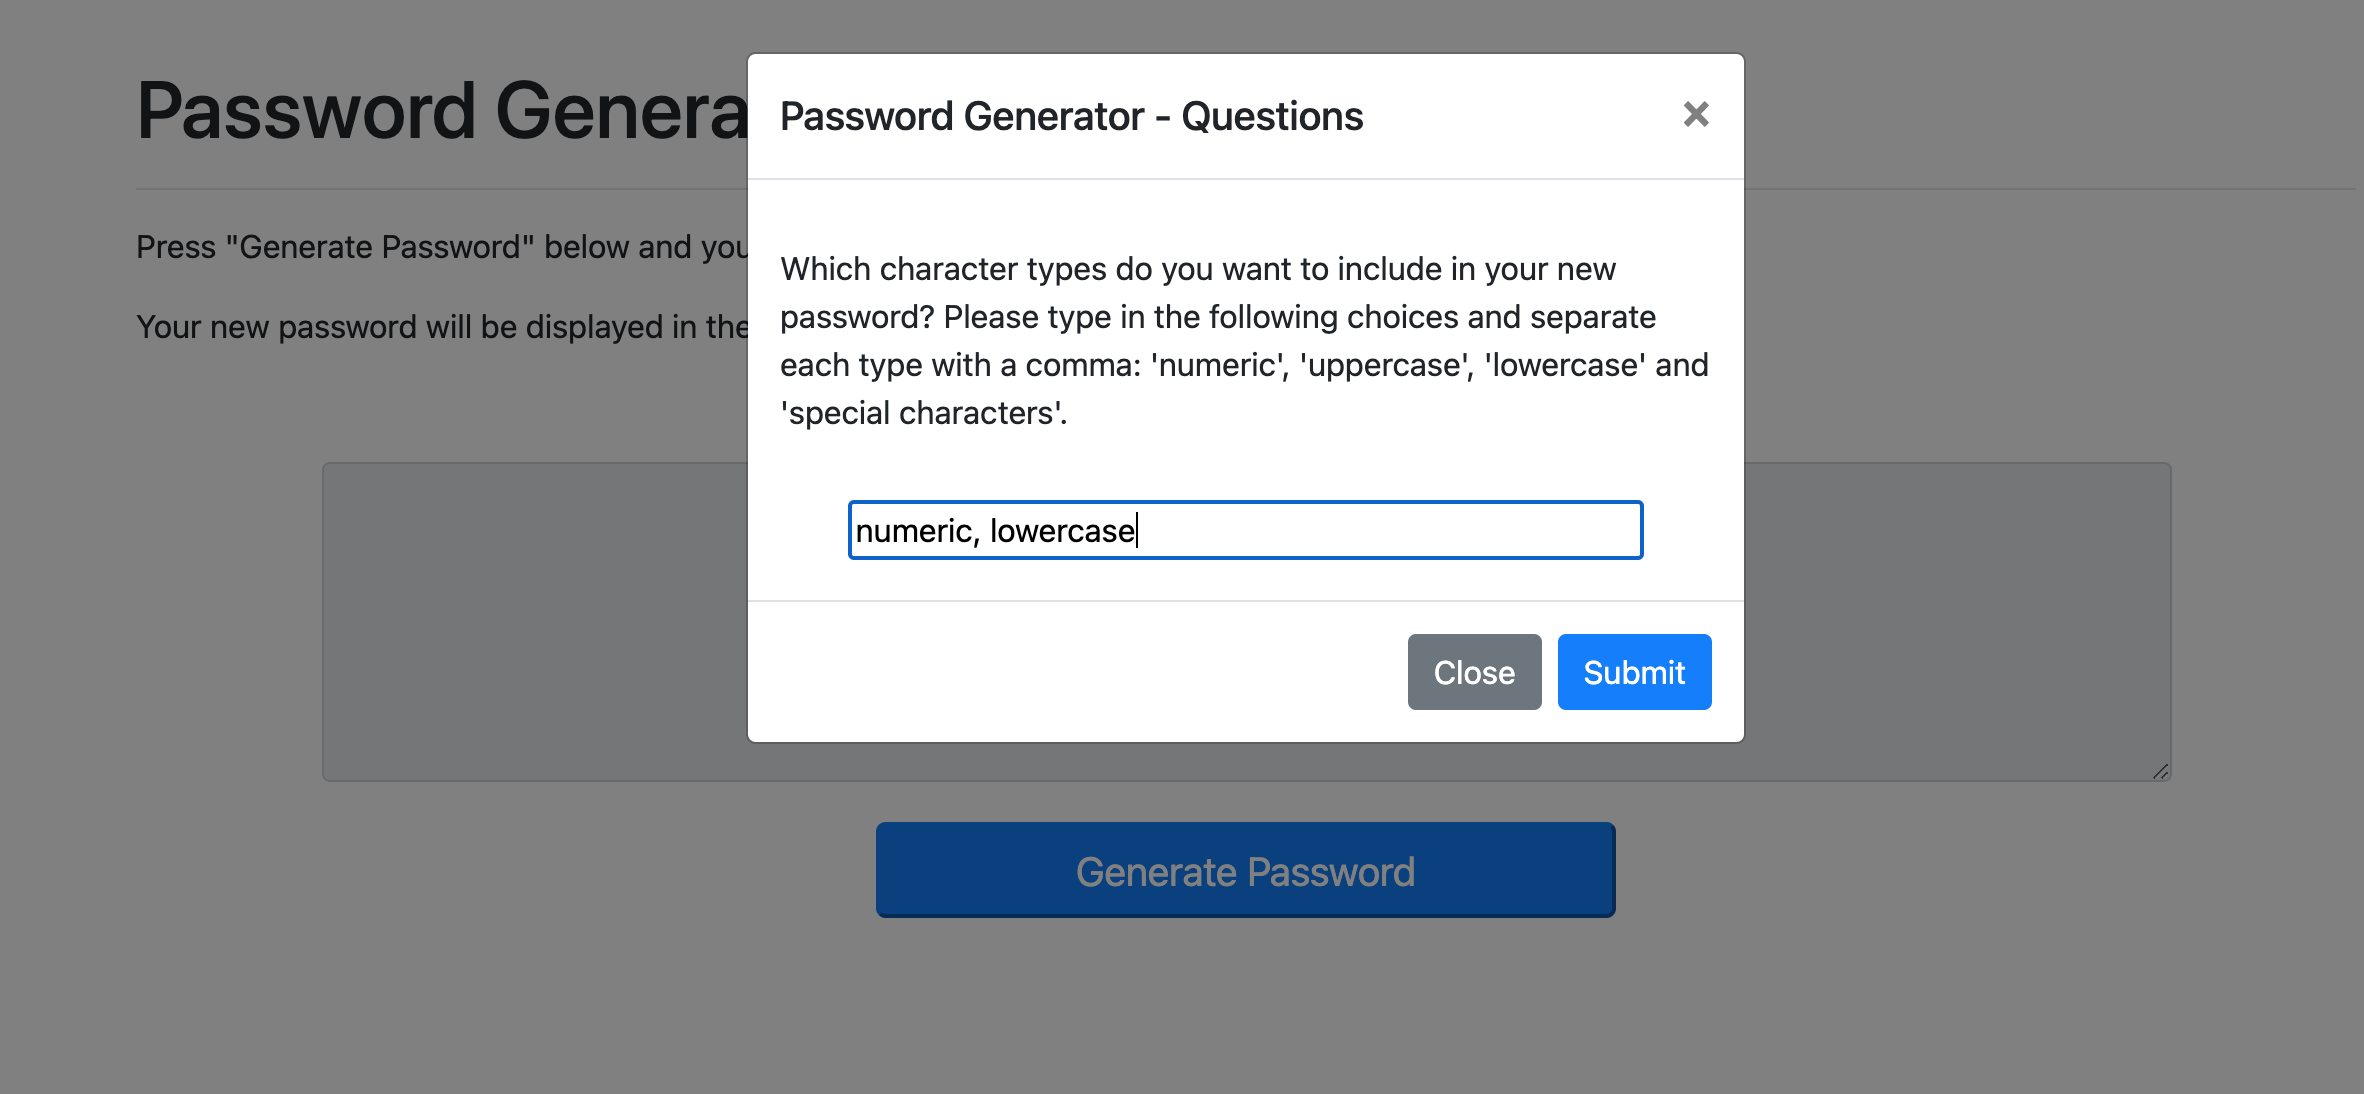 Password Genera
Press "Generate Password" below and you
Your new password will be displayed in the
Password Generator - Questions
Which character types do you want to include in your new
password? Please type in the following choices and separate
each type with a comma: 'numeric', 'uppercase', 'lowercase' and
'special characters'.
numeric, lowercase
Close Submit
Generate Password